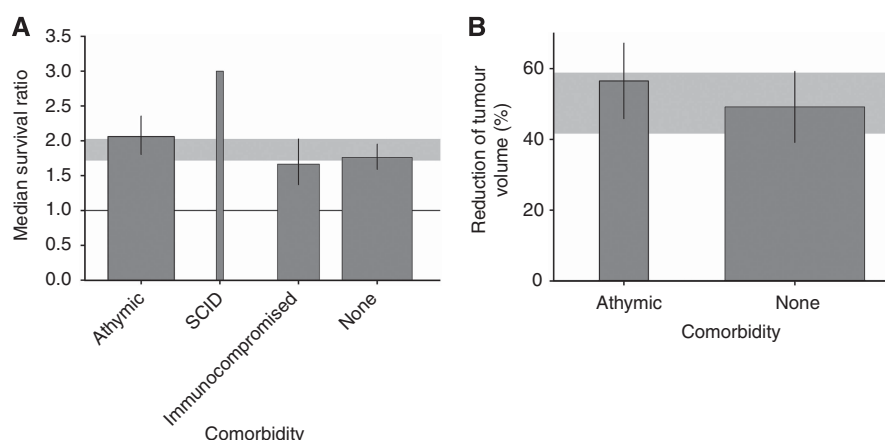 A
Median survival ratio
3.5
3.0
2.5
2.0
1.5
1.0
0.5
0.0
Athymic
SCID
Immunocompromised
None
Comorbidity
B
Reduction of tumour
volume (%)
60
40
20
0
Athymic
None
Comorbidity